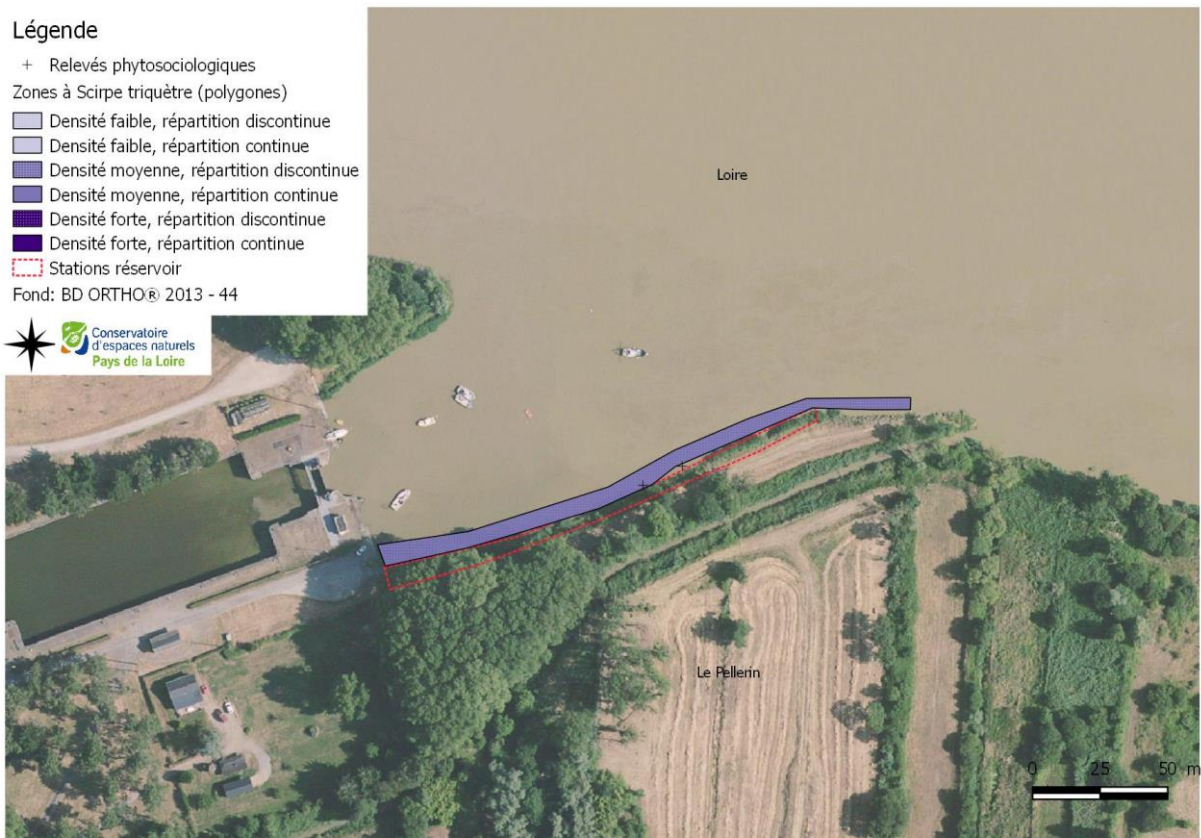 Légende
Relevés phytosociologiques
Zones à Scirpe triquètre (polygones)
Densité faible, répartition discontinue
Densité faible, répartition continue
Densité moyenne, répartition discontinue
Densité moyenne, répartition continue
Densité forte, répartition discontinue
Densité forte, répartition continue
Stations réservoir
Fond: BD ORTHO® 2013 - 44
Conservatoire
d'espaces naturels
Pays de la Loire
Loire
Le Pellerin
0 25 50 m